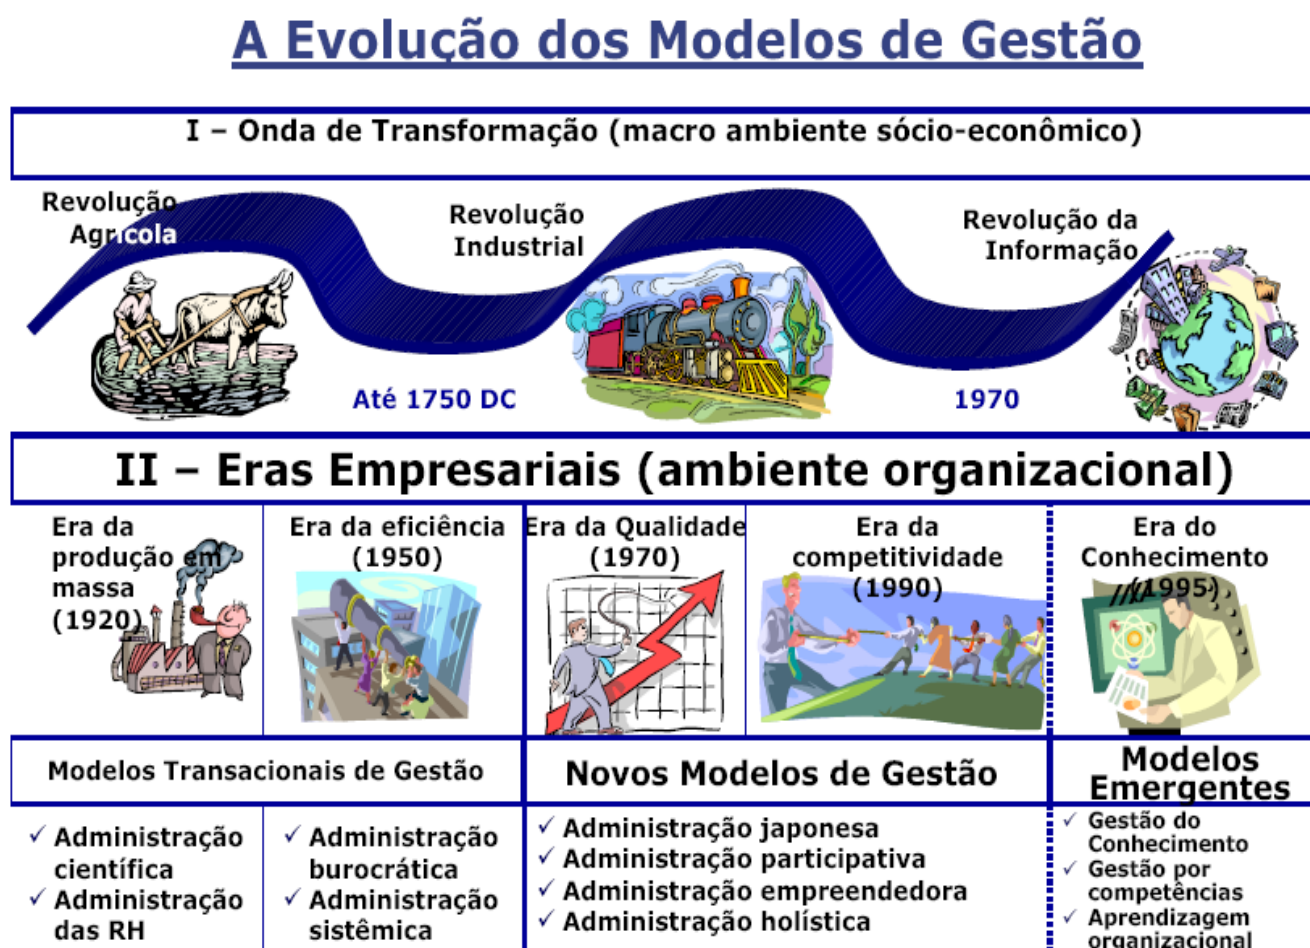 A Evolução dos Modelos de Gestão
I – Onda de Transformação (macro ambiente sócio-econômico)
Revolução
Agrícola
Revolução
Industrial
Revolução da
Informação
Até 1750 DC
1970
II – Eras Empresariais (ambiente organizacional)
Era da
produção em
massa
(1920)
Era da eficiência
(1950)
Era da Qualidade
(1970)
Era da
competitividade
(1990)
Era do
Conhecimento
(1995)
Modelos Transacionais de Gestão
Novos Modelos de Gestão
Modelos
Emergentes
✓ Administração
científica
✓ Administração
das RH
✓ Administração
burocrática
✓ Administração
sistêmica
✓ Administração japonesa
✓ Administração participativa
✓ Administração empreendedora
✓ Administração holística
✓ Gestão do
Conhecimento
✓ Gestão por
competências
✓ Aprendizagem
organizacional